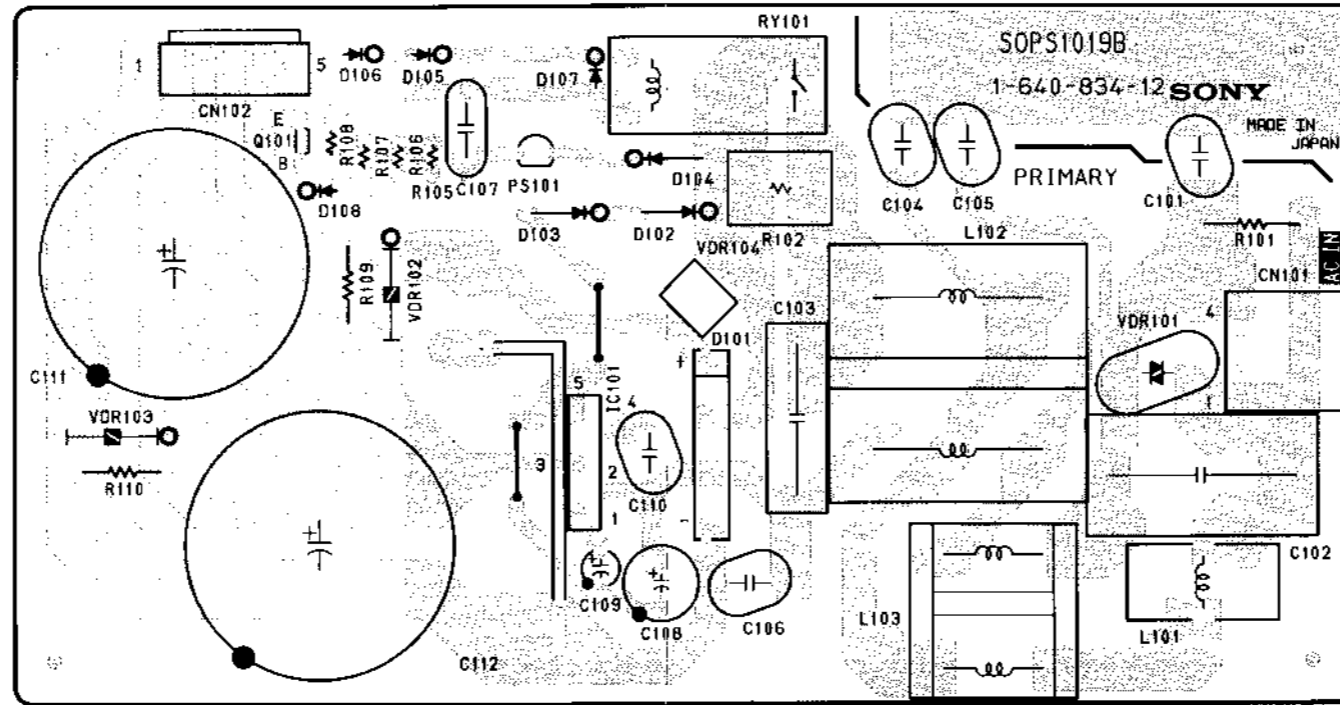 RY101
SOPS1019B
1-640-834-12 SONY
MADE IN
JAPAN
1
5
CN102
D106
D105
D107
E
Q101
B
R108
R107
R106
R105
C107
PS101
D104
D108
D103
D102
R102
C104
C105
PRIMARY
C101
R101
AC IN
CN101
L102
VDR104
R109
VDR102
+
C103
D101
+
VDR101
4
1
C111
VDR103
R110
IC101
5
4
3
2
1
C110
-
+
C109
+
C108
C106
C112
+
L103
L101
C102